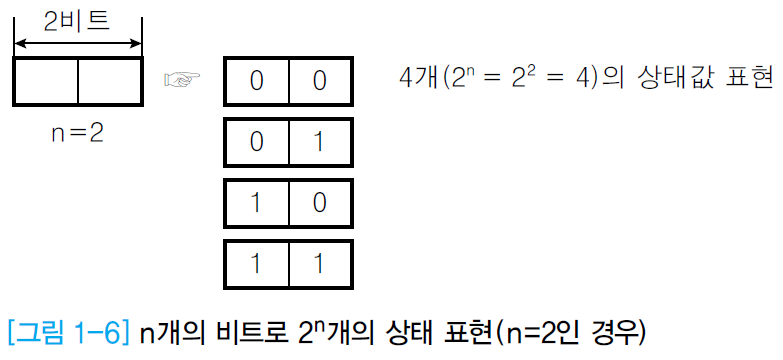 2비트
n=2
0 0
4개(2ⁿ = 2² = 4)의 상태값 표현
0 1
1 0
1 1
[그림 1-6] n개의 비트로 2ⁿ개의 상태 표현(n=2인 경우)